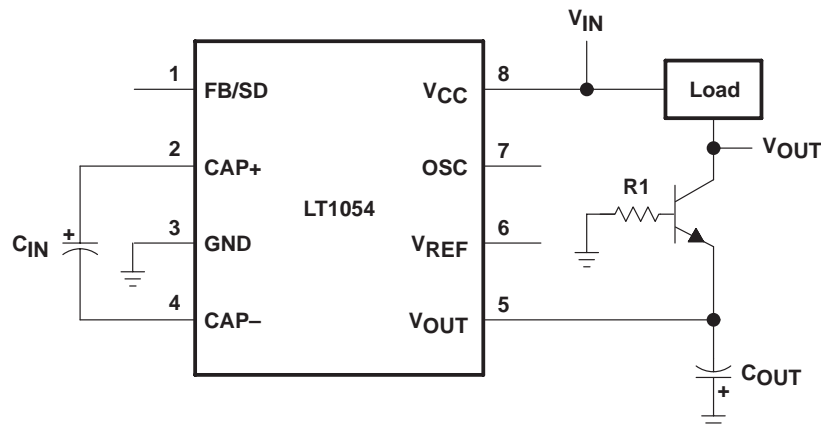 VIN
1 FB/SD VCC 8 Load
2 CAP+ OSC 7 VOUT
R1
LT1054
CIN + 3 GND VREF 6
4 CAP– VOUT 5
COUT
+